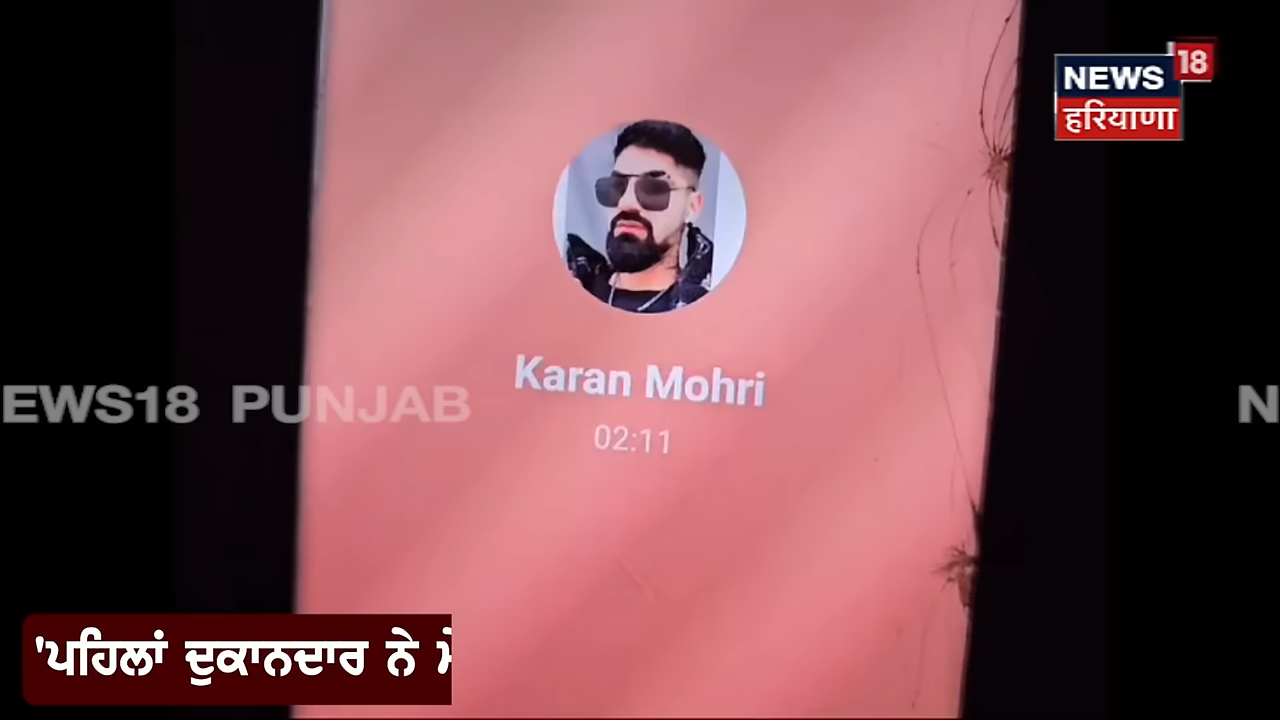 NEWS 18
हरियाणा
Karan Mohri
EWS18 PUNJAB
N
02:11
'ਪਹਿਲਾਂ ਦੁਕਾਨਦਾਰ ਨੇ